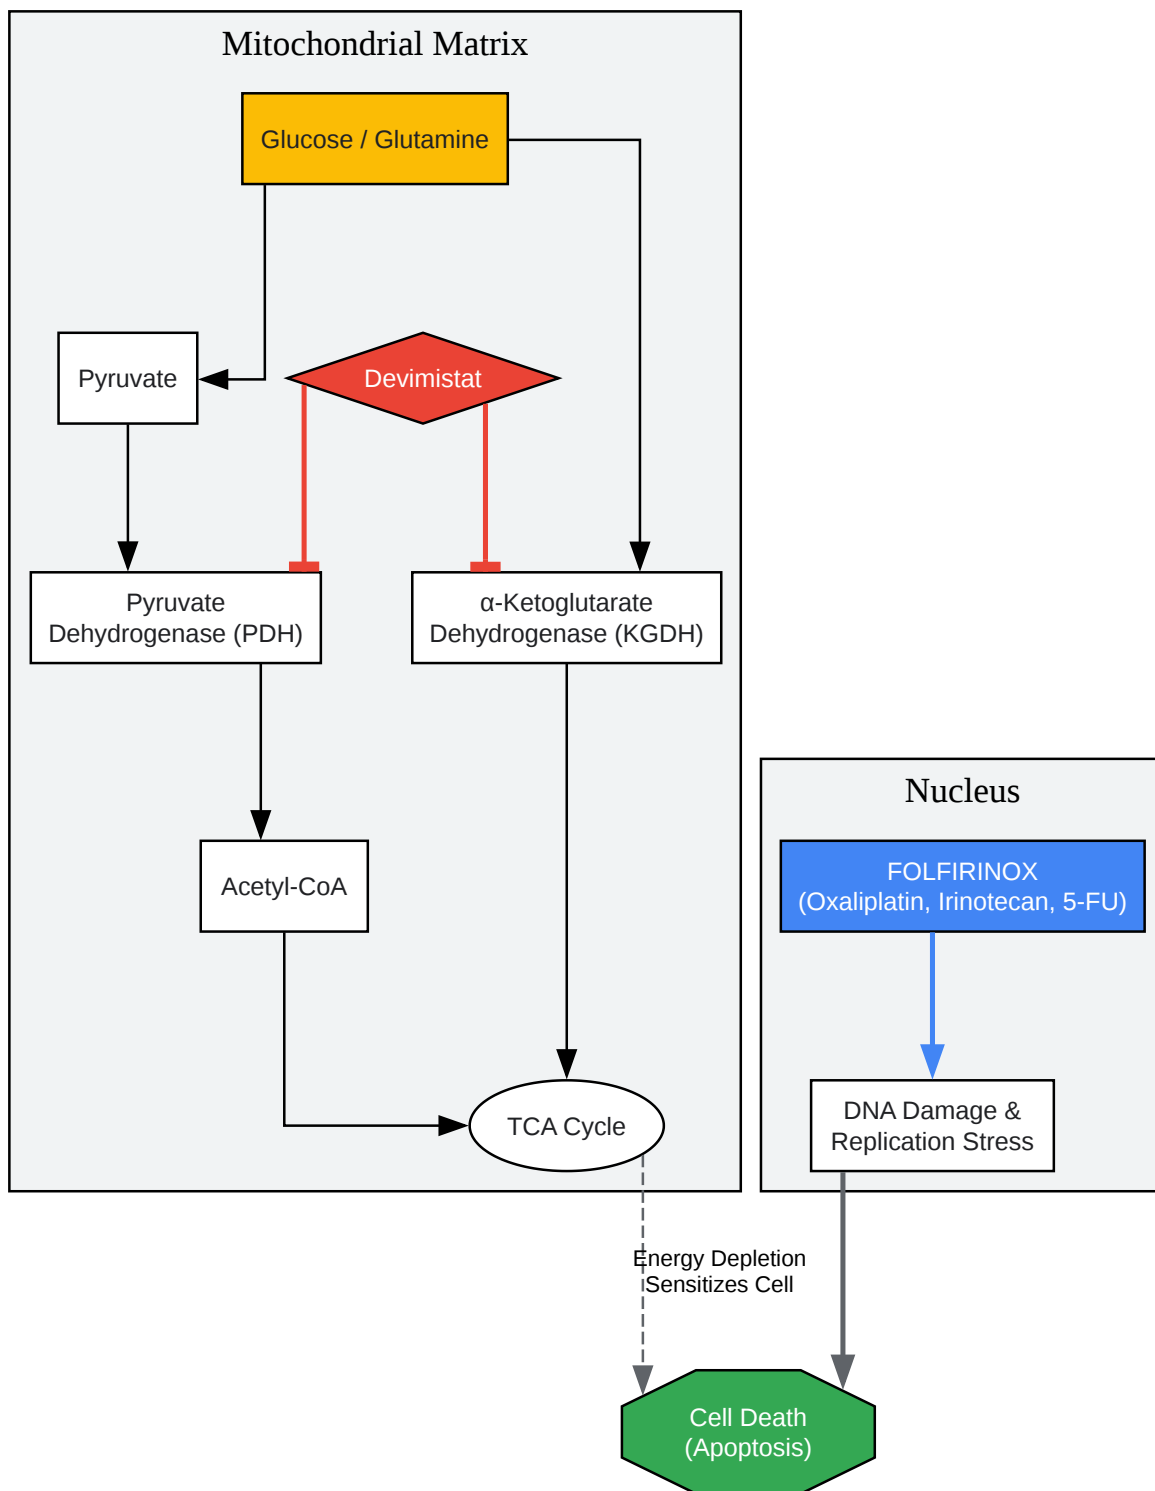 Mitochondrial Matrix
Glucose / Glutamine
Pyruvate
Devimistat
Pyruvate
Dehydrogenase (PDH)
α-Ketoglutarate
Dehydrogenase (KGDH)
Acetyl-CoA
TCA Cycle
Nucleus
FOLFIRINOX
(Oxaliplatin, Irinotecan, 5-FU)
DNA Damage &
Replication Stress
Energy Depletion
Sensitizes Cell
Cell Death
(Apoptosis)